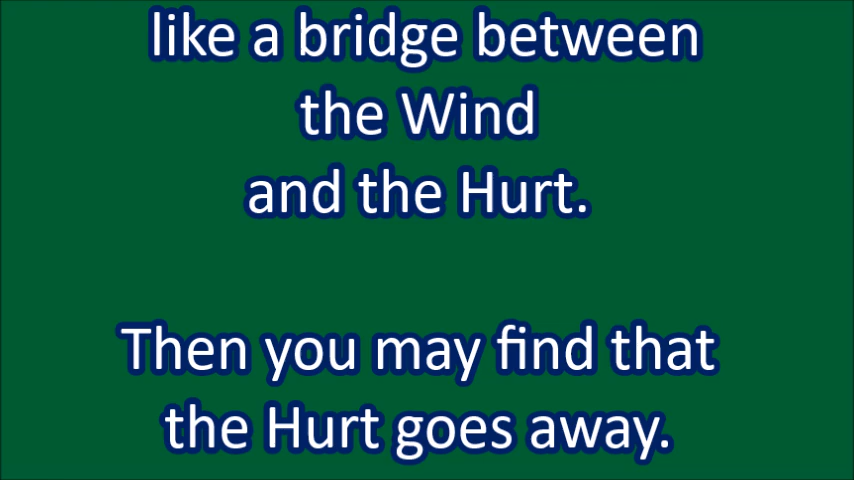 like a bridge between
the Wind
and the Hurt.
Then you may find that
the Hurt goes away.